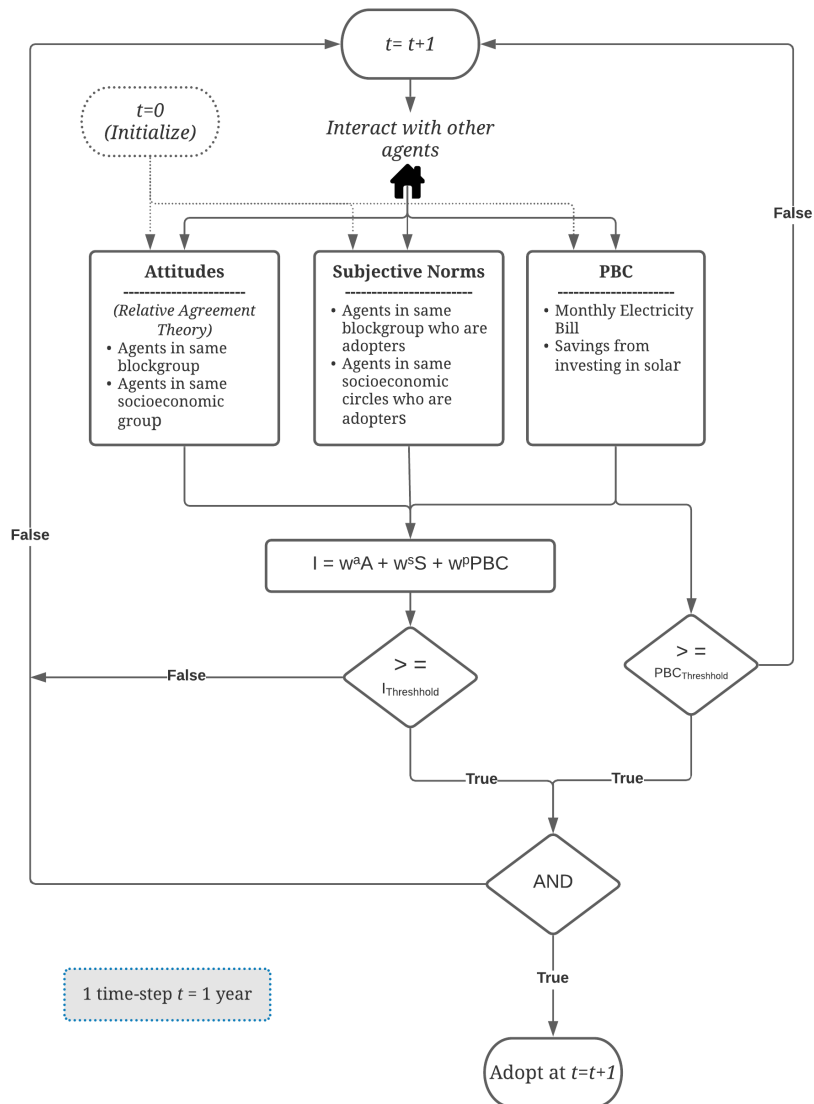 t= t+1
t=0
(Initialize)
Interact with other
agents
False
Attitudes
------------------------
(Relative Agreement
Theory)
• Agents in same
blockgroup
• Agents in same
socioeconomic
group
Subjective Norms
-------------------------
• Agents in same
blockgroup who are
adopters
• Agents in same
socioeconomic
circles who are
adopters
PBC
-----------------------
• Monthly Electricity
Bill
• Savings from
investing in solar
False
I = wᵃA + wˢS + wᵖPBC
> =
IThreshhold
> =
PBCThreshhold
False
True
True
AND
True
1 time-step t = 1 year
Adopt at t=t+1